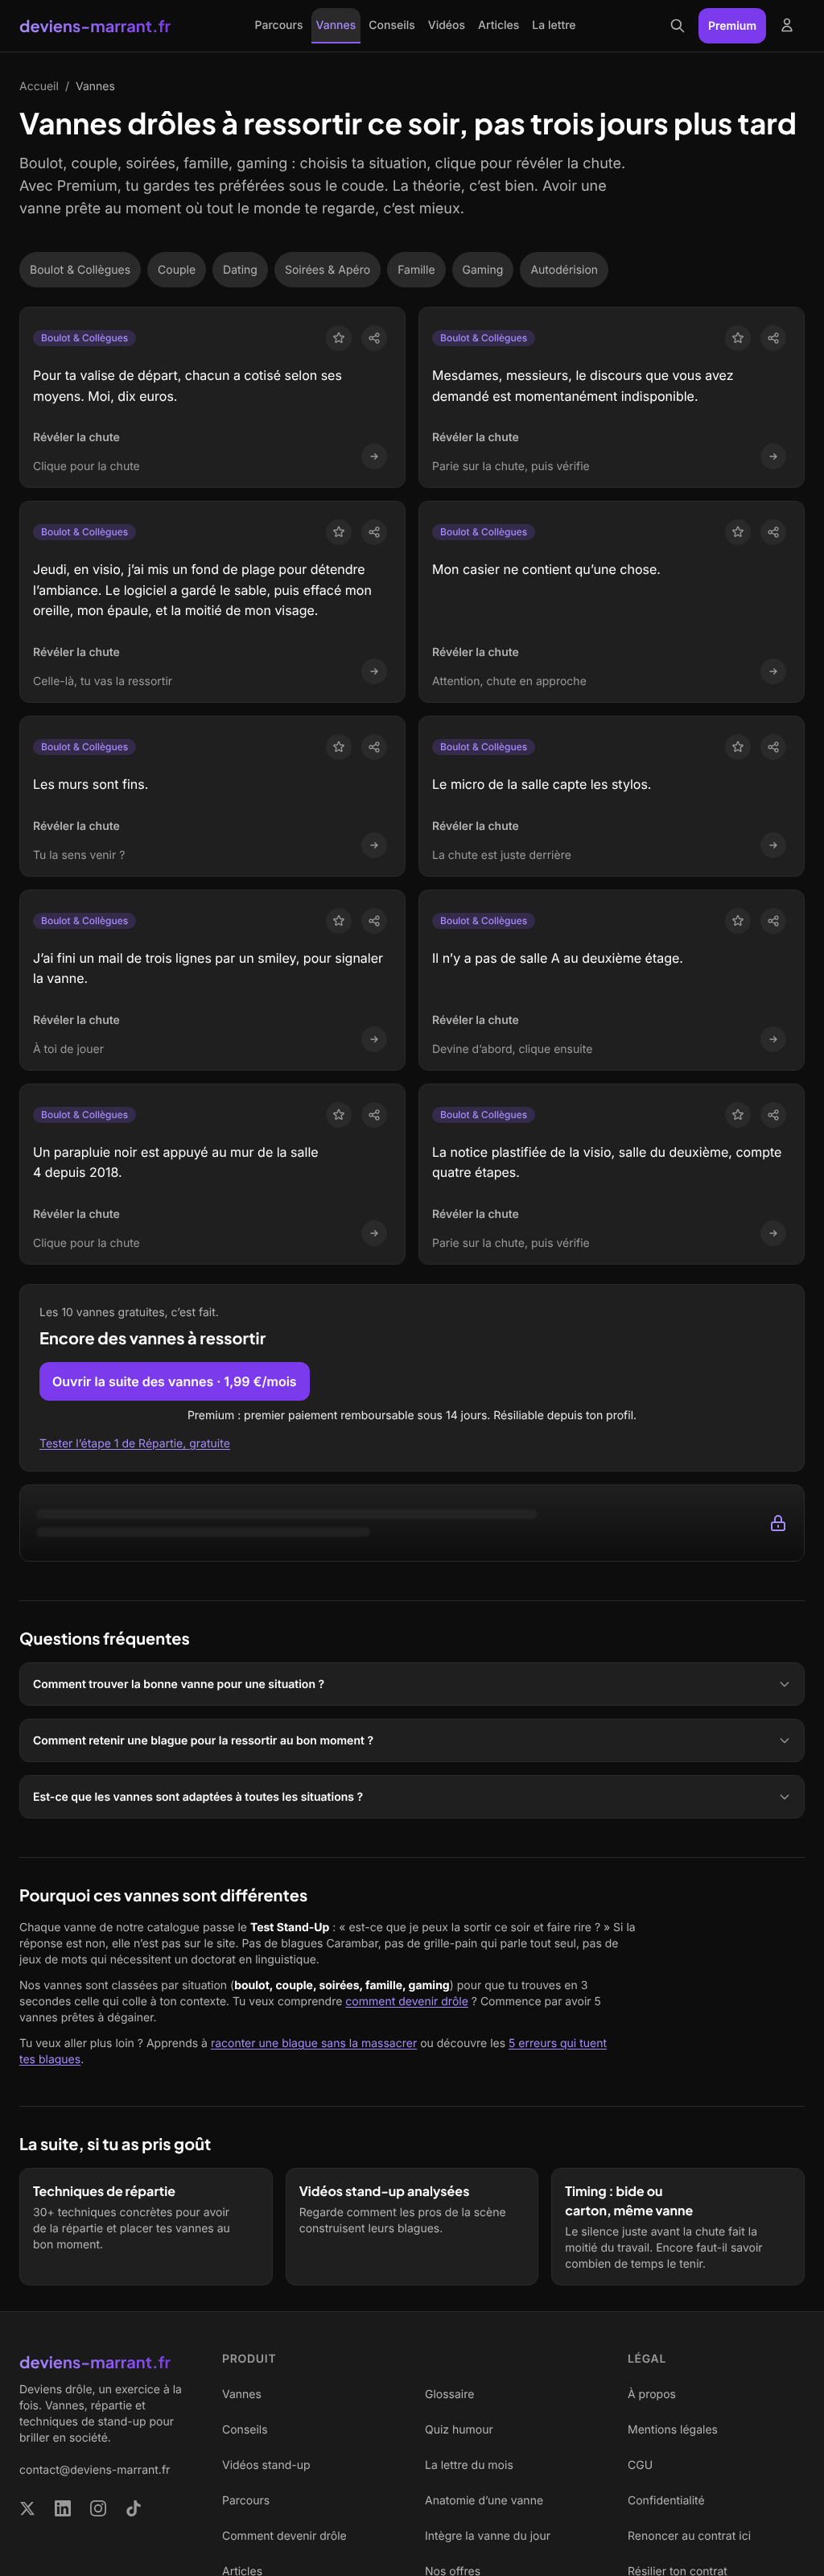 deviens-marrant.fr
Parcours
Vannes
Conseils
Vidéos
Articles
La lettre
Premium
Accueil / Vannes
Vannes drôles à ressortir ce soir, pas trois jours plus tard
Boulot, couple, soirées, famille, gaming : choisis ta situation, clique pour révéler la chute.
Avec Premium, tu gardes tes préférées sous le coude. La théorie, c’est bien. Avoir une
vanne prête au moment où tout le monde te regarde, c’est mieux.
Boulot & Collègues
Couple
Dating
Soirées & Apéro
Famille
Gaming
Autodérision
Boulot & Collègues
Pour ta valise de départ, chacun a cotisé selon ses
moyens. Moi, dix euros.
Révéler la chute
Clique pour la chute
Boulot & Collègues
Mesdames, messieurs, le discours que vous avez
demandé est momentanément indisponible.
Révéler la chute
Parie sur la chute, puis vérifie
Boulot & Collègues
Jeudi, en visio, j’ai mis un fond de plage pour détendre
l’ambiance. Le logiciel a gardé le sable, puis effacé mon
oreille, mon épaule, et la moitié de mon visage.
Révéler la chute
Celle-là, tu vas la ressortir
Boulot & Collègues
Mon casier ne contient qu’une chose.
Révéler la chute
Attention, chute en approche
Boulot & Collègues
Les murs sont fins.
Révéler la chute
Tu la sens venir ?
Boulot & Collègues
Le micro de la salle capte les stylos.
Révéler la chute
La chute est juste derrière
Boulot & Collègues
J’ai fini un mail de trois lignes par un smiley, pour signaler
la vanne.
Révéler la chute
À toi de jouer
Boulot & Collègues
Il n’y a pas de salle A au deuxième étage.
Révéler la chute
Devine d’abord, clique ensuite
Boulot & Collègues
Un parapluie noir est appuyé au mur de la salle
4 depuis 2018.
Révéler la chute
Clique pour la chute
Boulot & Collègues
La notice plastifiée de la visio, salle du deuxième, compte
quatre étapes.
Révéler la chute
Parie sur la chute, puis vérifie
Les 10 vannes gratuites, c’est fait.
Encore des vannes à ressortir
Ouvrir la suite des vannes · 1,99 €/mois
Premium : premier paiement remboursable sous 14 jours. Résiliable depuis ton profil.
Tester l’étape 1 de Répartie, gratuite
Questions fréquentes
Comment trouver la bonne vanne pour une situation ?
Comment retenir une blague pour la ressortir au bon moment ?
Est-ce que les vannes sont adaptées à toutes les situations ?
Pourquoi ces vannes sont différentes
Chaque vanne de notre catalogue passe le Test Stand-Up : « est-ce que je peux la sortir ce soir et faire rire ? » Si la
réponse est non, elle n’est pas sur le site. Pas de blagues Carambar, pas de grille-pain qui parle tout seul, pas de
jeux de mots qui nécessitent un doctorat en linguistique.
Nos vannes sont classées par situation (boulot, couple, soirées, famille, gaming) pour que tu trouves en 3
secondes celle qui colle à ton contexte. Tu veux comprendre comment devenir drôle ? Commence par avoir 5
vannes prêtes à dégainer.
Tu veux aller plus loin ? Apprends à raconter une blague sans la massacrer ou découvre les 5 erreurs qui tuent
tes blagues.
La suite, si tu as pris goût
Techniques de répartie
30+ techniques concrètes pour avoir
de la répartie et placer tes vannes au
bon moment.
Vidéos stand-up analysées
Regarde comment les pros de la scène
construisent leurs blagues.
Timing : bide ou
carton, même vanne
Le silence juste avant la chute fait la
moitié du travail. Encore faut-il savoir
combien de temps le tenir.
deviens-marrant.fr
Deviens drôle, un exercice à la
fois. Vannes, répartie et
techniques de stand-up pour
briller en société.
contact@deviens-marrant.fr
PRODUIT
Vannes
Conseils
Vidéos stand-up
Parcours
Comment devenir drôle
Articles
Glossaire
Quiz humour
La lettre du mois
Anatomie d’une vanne
Intègre la vanne du jour
Nos offres
LÉGAL
À propos
Mentions légales
CGU
Confidentialité
Renoncer au contrat ici
Résilier ton contrat